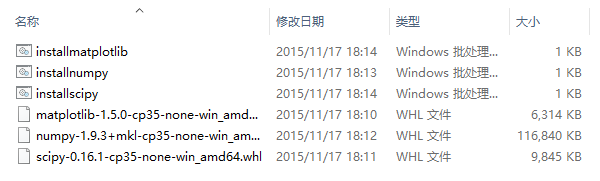 名称 修改日期 类型 大小
installmatplotlib 2015/11/17 18:14 Windows 批处理... 1 KB
installnumpy 2015/11/17 18:13 Windows 批处理... 1 KB
installscipy 2015/11/17 18:14 Windows 批处理... 1 KB
matplotlib-1.5.0-cp35-none-win_amd... 2015/11/17 18:10 WHL 文件 6,314 KB
numpy-1.9.3+mkl-cp35-none-win_am... 2015/11/17 18:12 WHL 文件 116,840 KB
scipy-0.16.1-cp35-none-win_amd64.whl 2015/11/17 18:11 WHL 文件 9,845 KB